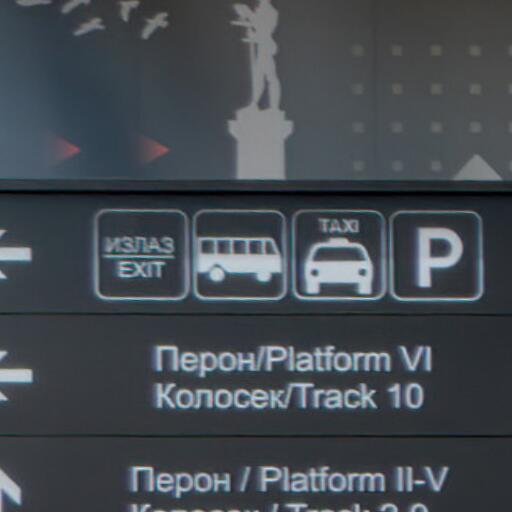 ИЗЛАЗ
EXIT
TAXI
P
Перон/Platform VI
Колосек/Track 10
Перон / Platform II-V